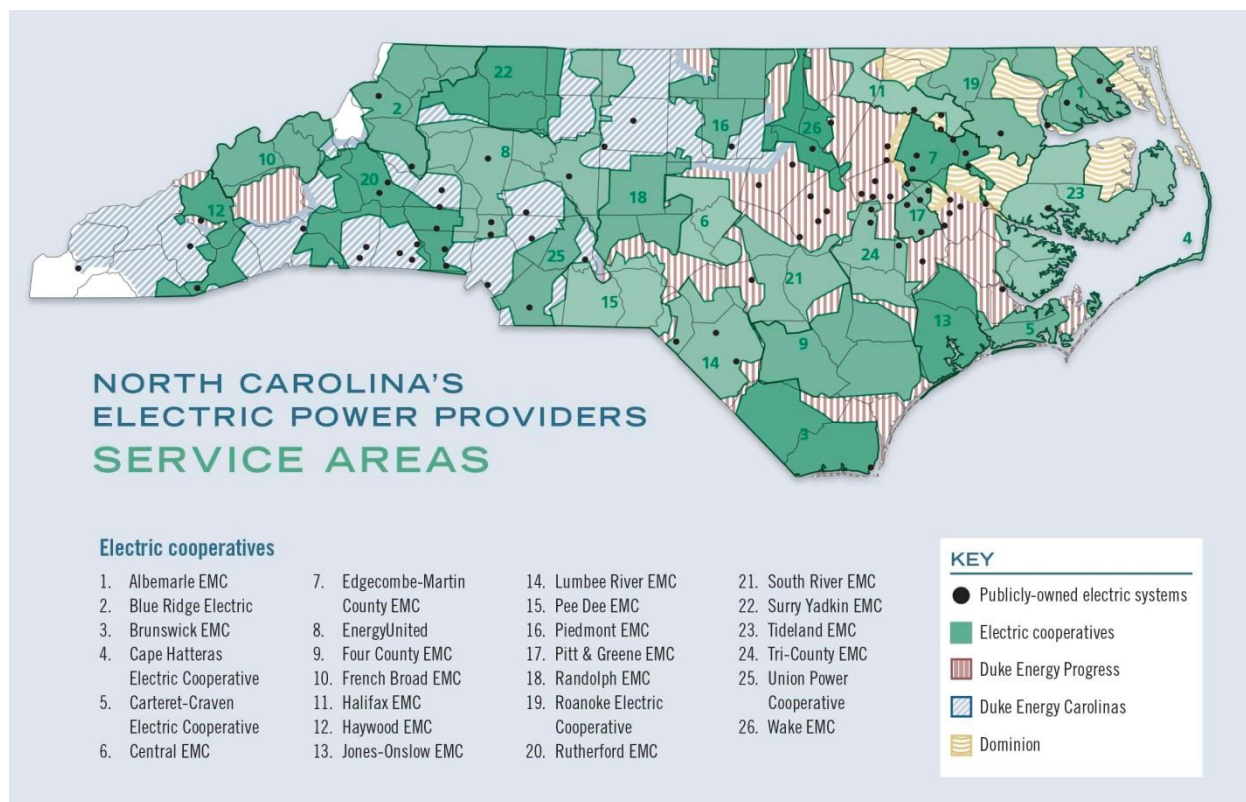 22
11
19
1
2
16
26
10
8
7
20
18
23
12
6
17
4
25
24
21
15
13
5
9
14
3
NORTH CAROLINA'S
ELECTRIC POWER PROVIDERS
SERVICE AREAS
Electric cooperatives
1. Albemarle EMC
2. Blue Ridge Electric
3. Brunswick EMC
4. Cape Hatteras
Electric Cooperative
5. Carteret-Craven
Electric Cooperative
6. Central EMC
7. Edgecombe-Martin
County EMC
8. EnergyUnited
9. Four County EMC
10. French Broad EMC
11. Halifax EMC
12. Haywood EMC
13. Jones-Onslow EMC
14. Lumbee River EMC
15. Pee Dee EMC
16. Piedmont EMC
17. Pitt & Greene EMC
18. Randolph EMC
19. Roanoke Electric
Cooperative
20. Rutherford EMC
21. South River EMC
22. Surry Yadkin EMC
23. Tideland EMC
24. Tri-County EMC
25. Union Power
Cooperative
26. Wake EMC
KEY
Publicly-owned electric systems
Electric cooperatives
Duke Energy Progress
Duke Energy Carolinas
Dominion